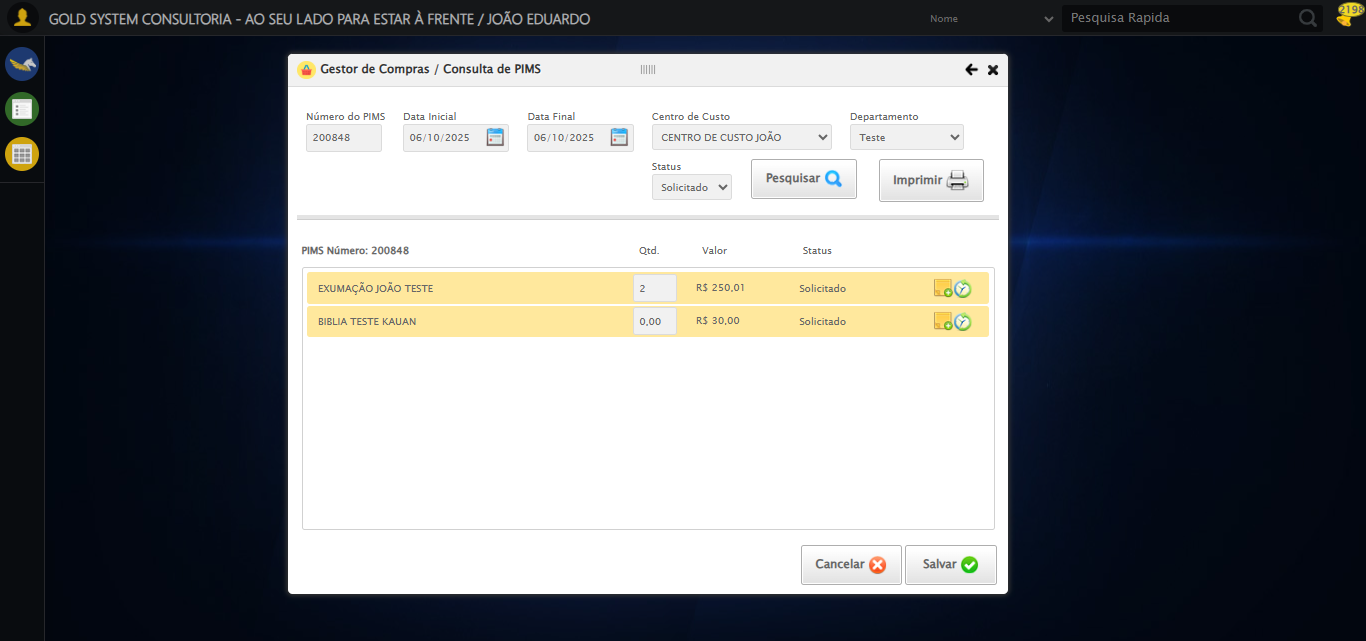 GOLD SYSTEM CONSULTORIA - AO SEU LADO PARA ESTAR À FRENTE / JOÃO EDUARDO
Nome
Pesquisa Rapida
2198
Gestor de Compras / Consulta de PIMS
Número do PIMS Data Inicial Data Final Centro de Custo Departamento
200848 06/10/2025 06/10/2025 CENTRO DE CUSTO JOÃO Teste
Status
Solicitado Pesquisar Imprimir
PIMS Número: 200848 Qtd. Valor Status
EXUMAÇÃO JOÃO TESTE 2 R$ 250,01 Solicitado
BIBLIA TESTE KAUAN 0,00 R$ 30,00 Solicitado
Cancelar Salvar